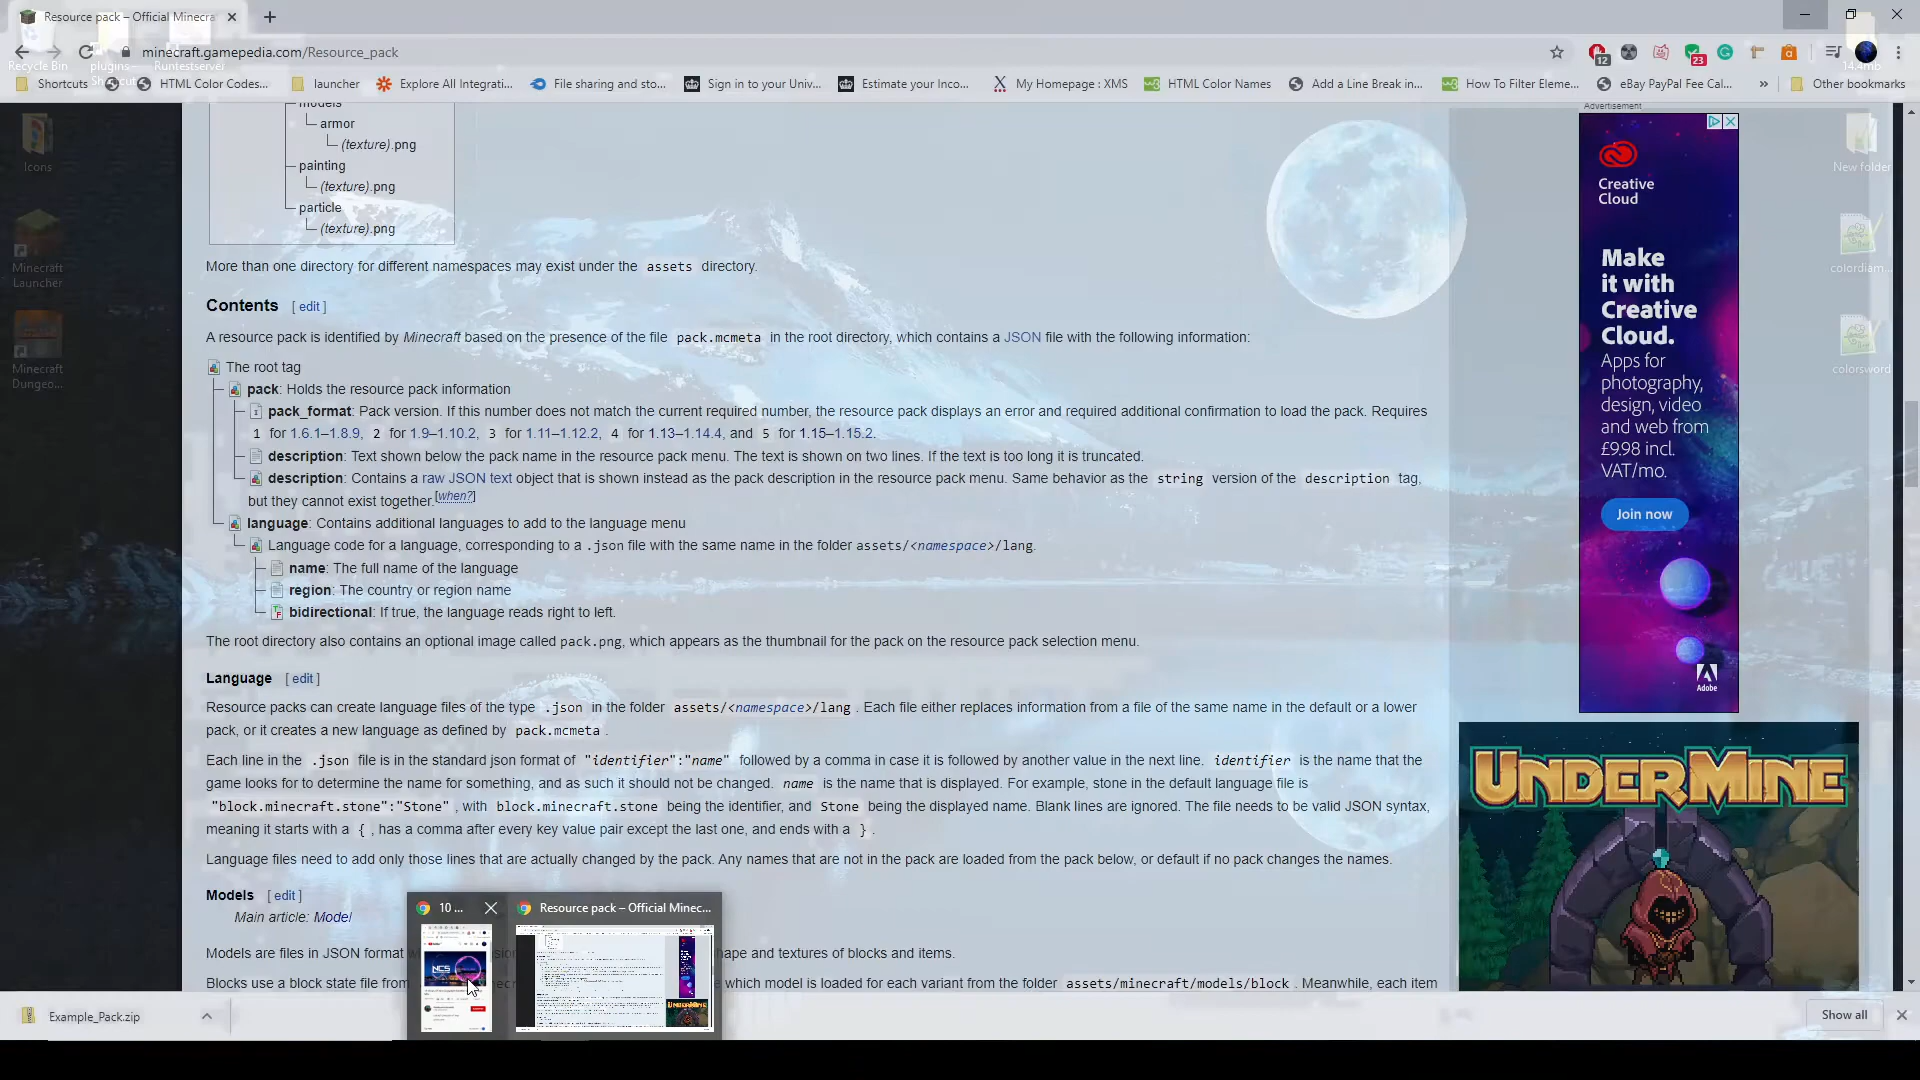 Resource pack – Official Minecra
minecraft.gamepedia.com/Resource_pack
12
23
Recycle Bin
plugins -
Runtestserver
Shortcuts
HTML Color Codes...
launcher
Explore All Integrati...
File sharing and sto...
Sign in to your Univ...
Estimate your Inco...
My Homepage : XMS
HTML Color Names
Add a Line Break in...
How To Filter Eleme...
eBay PayPal Fee Cal...
»
Other bookmarks
Icons
Minecraft
Launcher
Minecraft
Dungeo...
New folder
colordiam...
colorsword
models
armor
(texture).png
painting
(texture).png
particle
(texture).png
More than one directory for different namespaces may exist under the assets directory.
Contents [ edit ]
A resource pack is identified by Minecraft based on the presence of the file pack.mcmeta in the root directory, which contains a JSON file with the following information:
The root tag
pack: Holds the resource pack information
pack_format: Pack version. If this number does not match the current required number, the resource pack displays an error and required additional confirmation to load the pack. Requires
1 for 1.6.1–1.8.9, 2 for 1.9–1.10.2, 3 for 1.11–1.12.2, 4 for 1.13–1.14.4, and 5 for 1.15–1.15.2.
description: Text shown below the pack name in the resource pack menu. The text is shown on two lines. If the text is too long it is truncated.
description: Contains a raw JSON text object that is shown instead as the pack description in the resource pack menu. Same behavior as the string version of the description tag,
but they cannot exist together.[when?]
language: Contains additional languages to add to the language menu
Language code for a language, corresponding to a .json file with the same name in the folder assets/<namespace>/lang.
name: The full name of the language
region: The country or region name
bidirectional: If true, the language reads right to left.
The root directory also contains an optional image called pack.png, which appears as the thumbnail for the pack on the resource pack selection menu.
Language [ edit ]
Resource packs can create language files of the type .json in the folder assets/<namespace>/lang . Each file either replaces information from a file of the same name in the default or a lower
pack, or it creates a new language as defined by pack.mcmeta .
Each line in the .json file is in the standard json format of "identifier":"name" followed by a comma in case it is followed by another value in the next line. identifier is the name that the
game looks for to determine the name for something, and as such it should not be changed. name is the name that is displayed. For example, stone in the default language file is
"block.minecraft.stone":"Stone" , with block.minecraft.stone being the identifier, and Stone being the displayed name. Blank lines are ignored. The file needs to be valid JSON syntax,
meaning it starts with a { , has a comma after every key value pair except the last one, and ends with a } .
Language files need to add only those lines that are actually changed by the pack. Any names that are not in the pack are loaded from the pack below, or default if no pack changes the names.
Models [ edit ]
Main article: Model
Models are files in JSON format
shape and textures of blocks and items.
Blocks use a block state file from
which model is loaded for each variant from the folder assets/minecraft/models/block . Meanwhile, each item
Advertisement
Creative
Cloud
Make
it with
Creative
Cloud.
Apps for
photography,
design, video
and web from
£9.98 incl.
VAT/mo.
Join now
Adobe
UNDERMINE
10 ...
Resource pack – Official Minec...
NCS
Example_Pack.zip
Show all